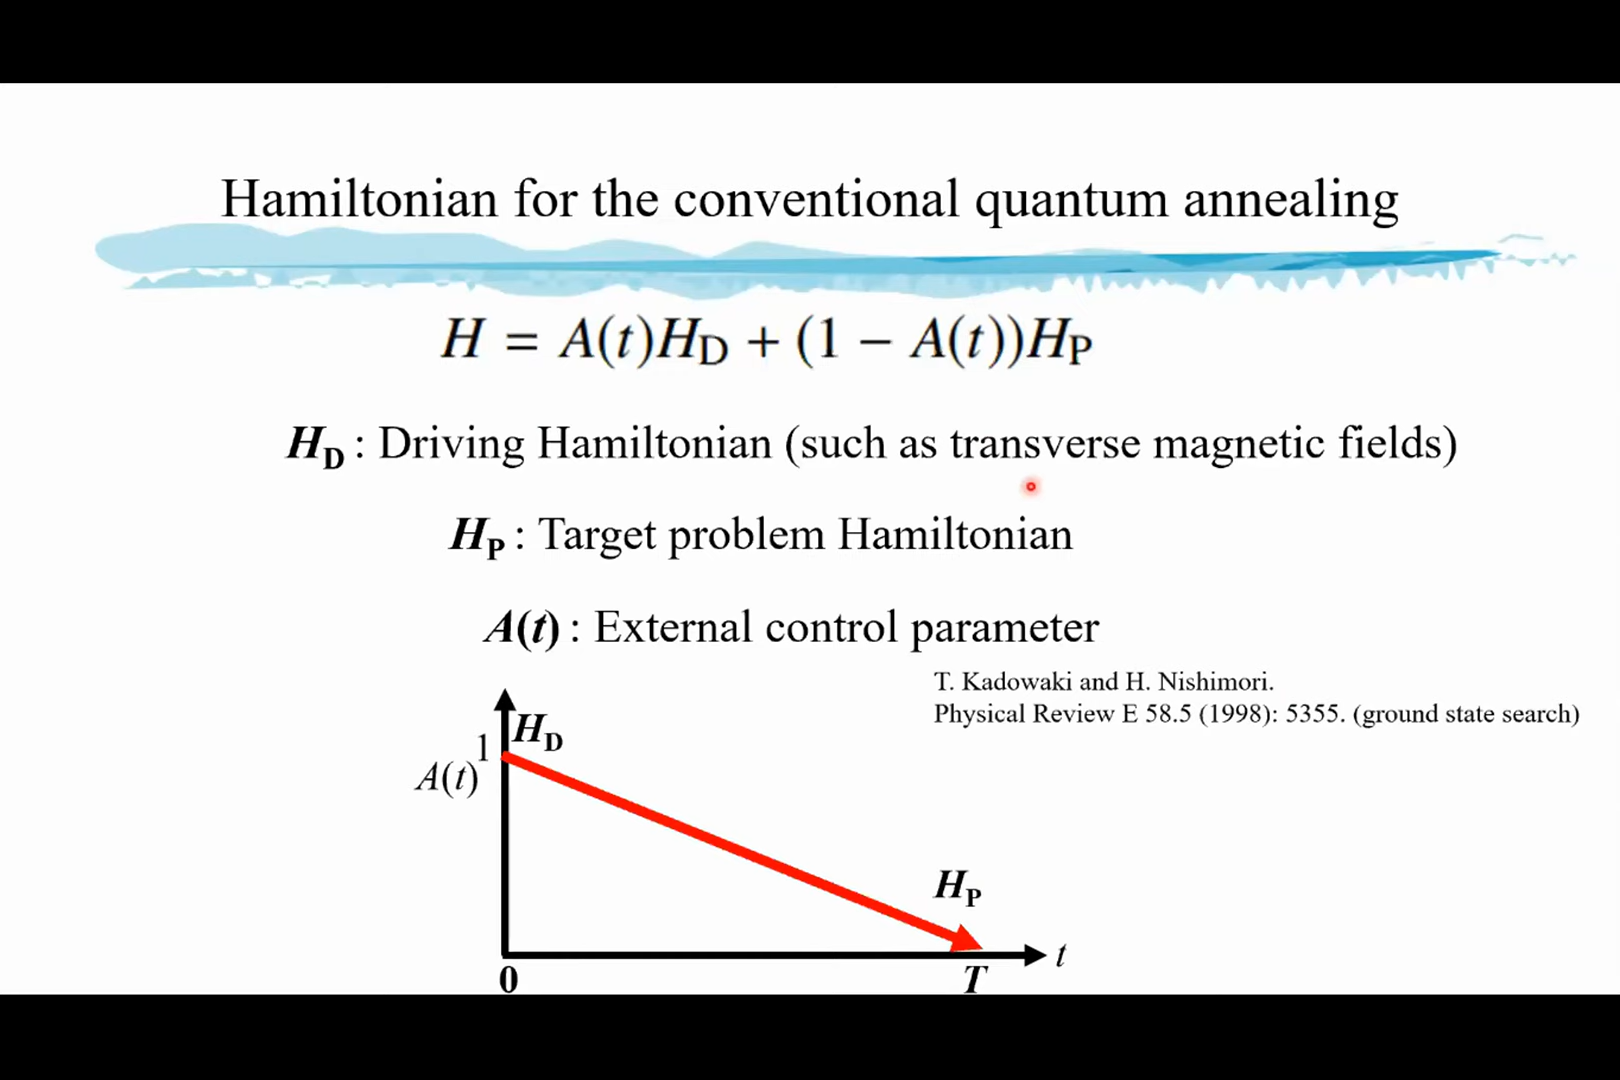 Hamiltonian for the conventional quantum annealing
H = A(t)H_D + (1 − A(t))H_P
H_D : Driving Hamiltonian (such as transverse magnetic fields)
H_P : Target problem Hamiltonian
A(t) : External control parameter
T. Kadowaki and H. Nishimori.
Physical Review E 58.5 (1998): 5355. (ground state search)
H_D
1
A(t)
H_P
t
0
T